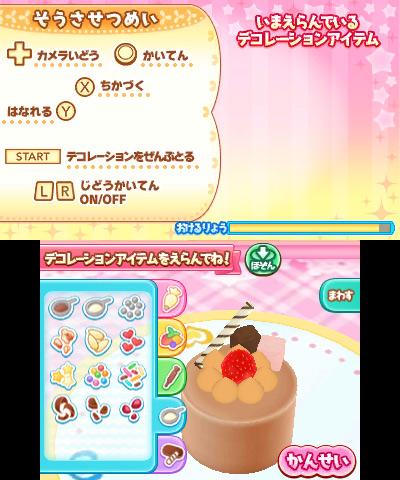 そうさせつめい
カメライどう
かいてん
X
ちかづく
はなれる
Y
START
デコレーションをぜんぶとる
L R
じどうかいてん
ON/OFF
いまえらんでいる
デコレーションアイテム
おけるりょう
デコレーションアイテムをえらんでね!
ほぞん
まわす
かんせい